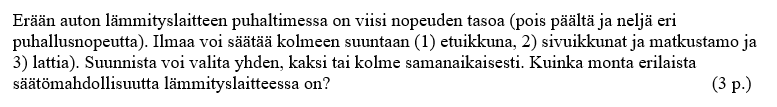 Erään auton lämmityslaitteen puhaltimessa on viisi nopeuden tasoa (pois päältä ja neljä eri
puhallusnopeutta). Ilmaa voi säätää kolmeen suuntaan (1) etuikkuna, 2) sivuikkunat ja matkustamo ja
3) lattia). Suunnista voi valita yhden, kaksi tai kolme samanaikaisesti. Kuinka monta erilaista
säätömahdollisuutta lämmityslaitteessa on? (3 p.)